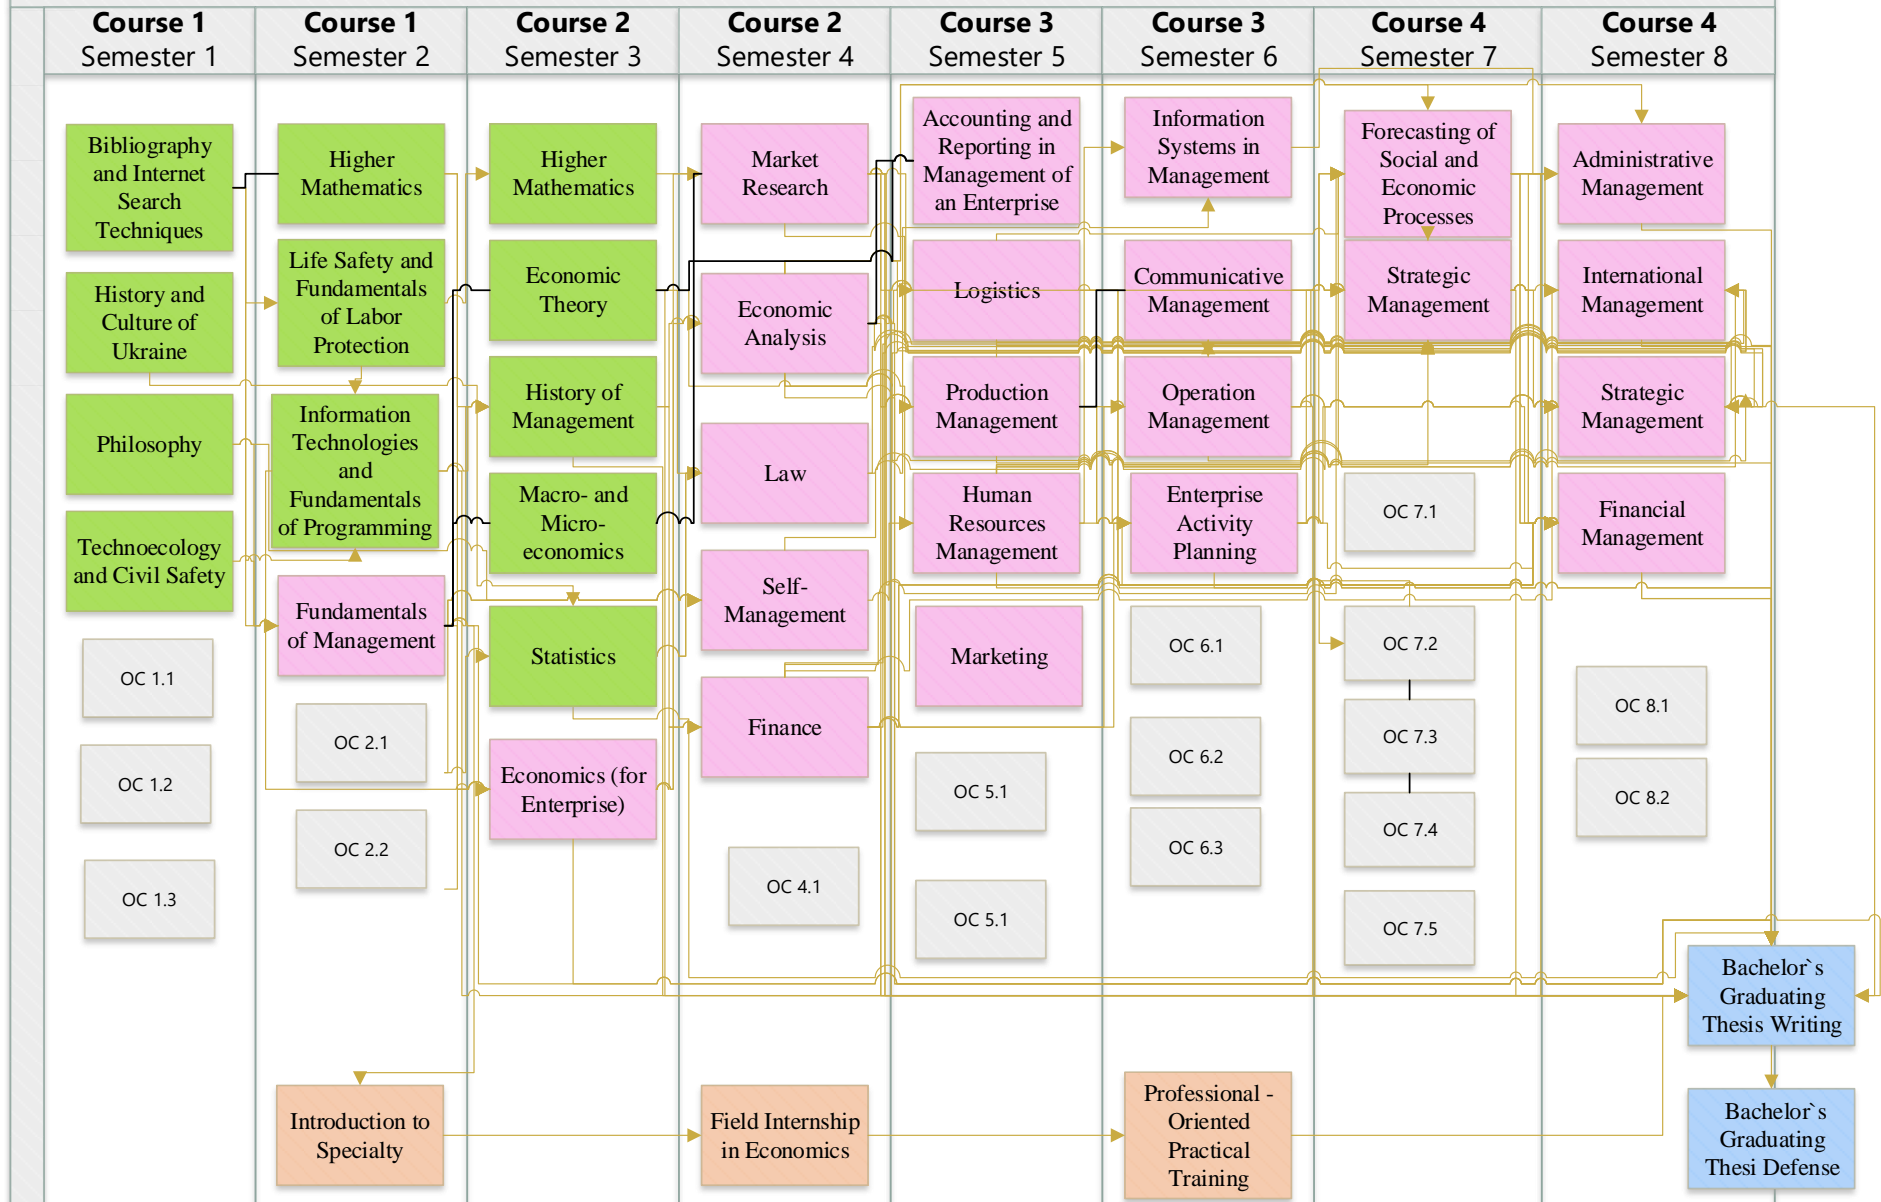 Course 1
Semester 1
Course 1
Semester 2
Course 2
Semester 3
Course 2
Semester 4
Course 3
Semester 5
Course 3
Semester 6
Course 4
Semester 7
Course 4
Semester 8
Bibliography
and Internet
Search
Techniques
History and
Culture of
Ukraine
Philosophy
Technoecology
and Civil Safety
OC 1.1
OC 1.2
OC 1.3
Higher
Mathematics
Life Safety and
Fundamentals
of Labor
Protection
Information
Technologies
and
Fundamentals
of Programming
Fundamentals
of Management
OC 2.1
OC 2.2
Introduction to
Specialty
Higher
Mathematics
Economic
Theory
History of
Management
Macro- and
Micro-
economics
Statistics
Economics (for
Enterprise)
Market
Research
Economic
Analysis
Law
Self-
Management
Finance
OC 4.1
Field Internship
in Economics
Accounting and
Reporting in
Management of
an Enterprise
Logistics
Production
Management
Human
Resources
Management
Marketing
OC 5.1
OC 5.1
Information
Systems in
Management
Communicative
Management
Operation
Management
Enterprise
Activity
Planning
OC 6.1
OC 6.2
OC 6.3
Professional -
Oriented
Practical
Training
Forecasting of
Social and
Economic
Processes
Strategic
Management
OC 7.1
OC 7.2
OC 7.3
OC 7.4
OC 7.5
Administrative
Management
International
Management
Strategic
Management
Financial
Management
OC 8.1
OC 8.2
Bachelor`s
Graduating
Thesis Writing
Bachelor`s
Graduating
Thesi Defense